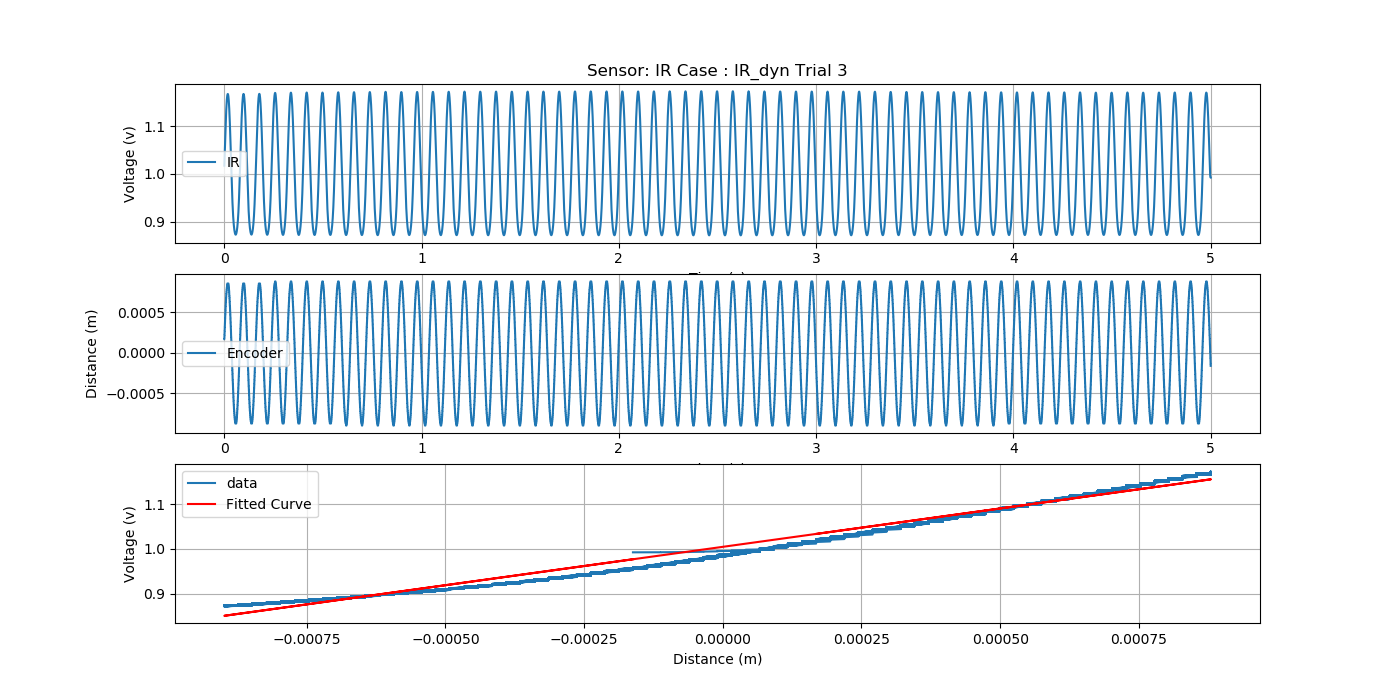 Sensor: IR Case : IR_dyn Trial 3
Voltage (v)
1.1
1.0
0.9
IR
0 1 2 3 4 5
Distance (m)
0.0005
0.0000
−0.0005
Encoder
0 1 2 3 4 5
Voltage (v)
1.1
1.0
0.9
data
Fitted Curve
−0.00075 −0.00050 −0.00025 0.00000 0.00025 0.00050 0.00075
Distance (m)